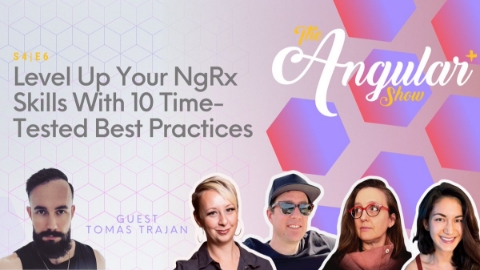 S4|E6
Level Up Your NgRx
Skills With 10 Time-
Tested Best Practices
The
Angular+
Show
GUEST
TOMAS TRAJAN